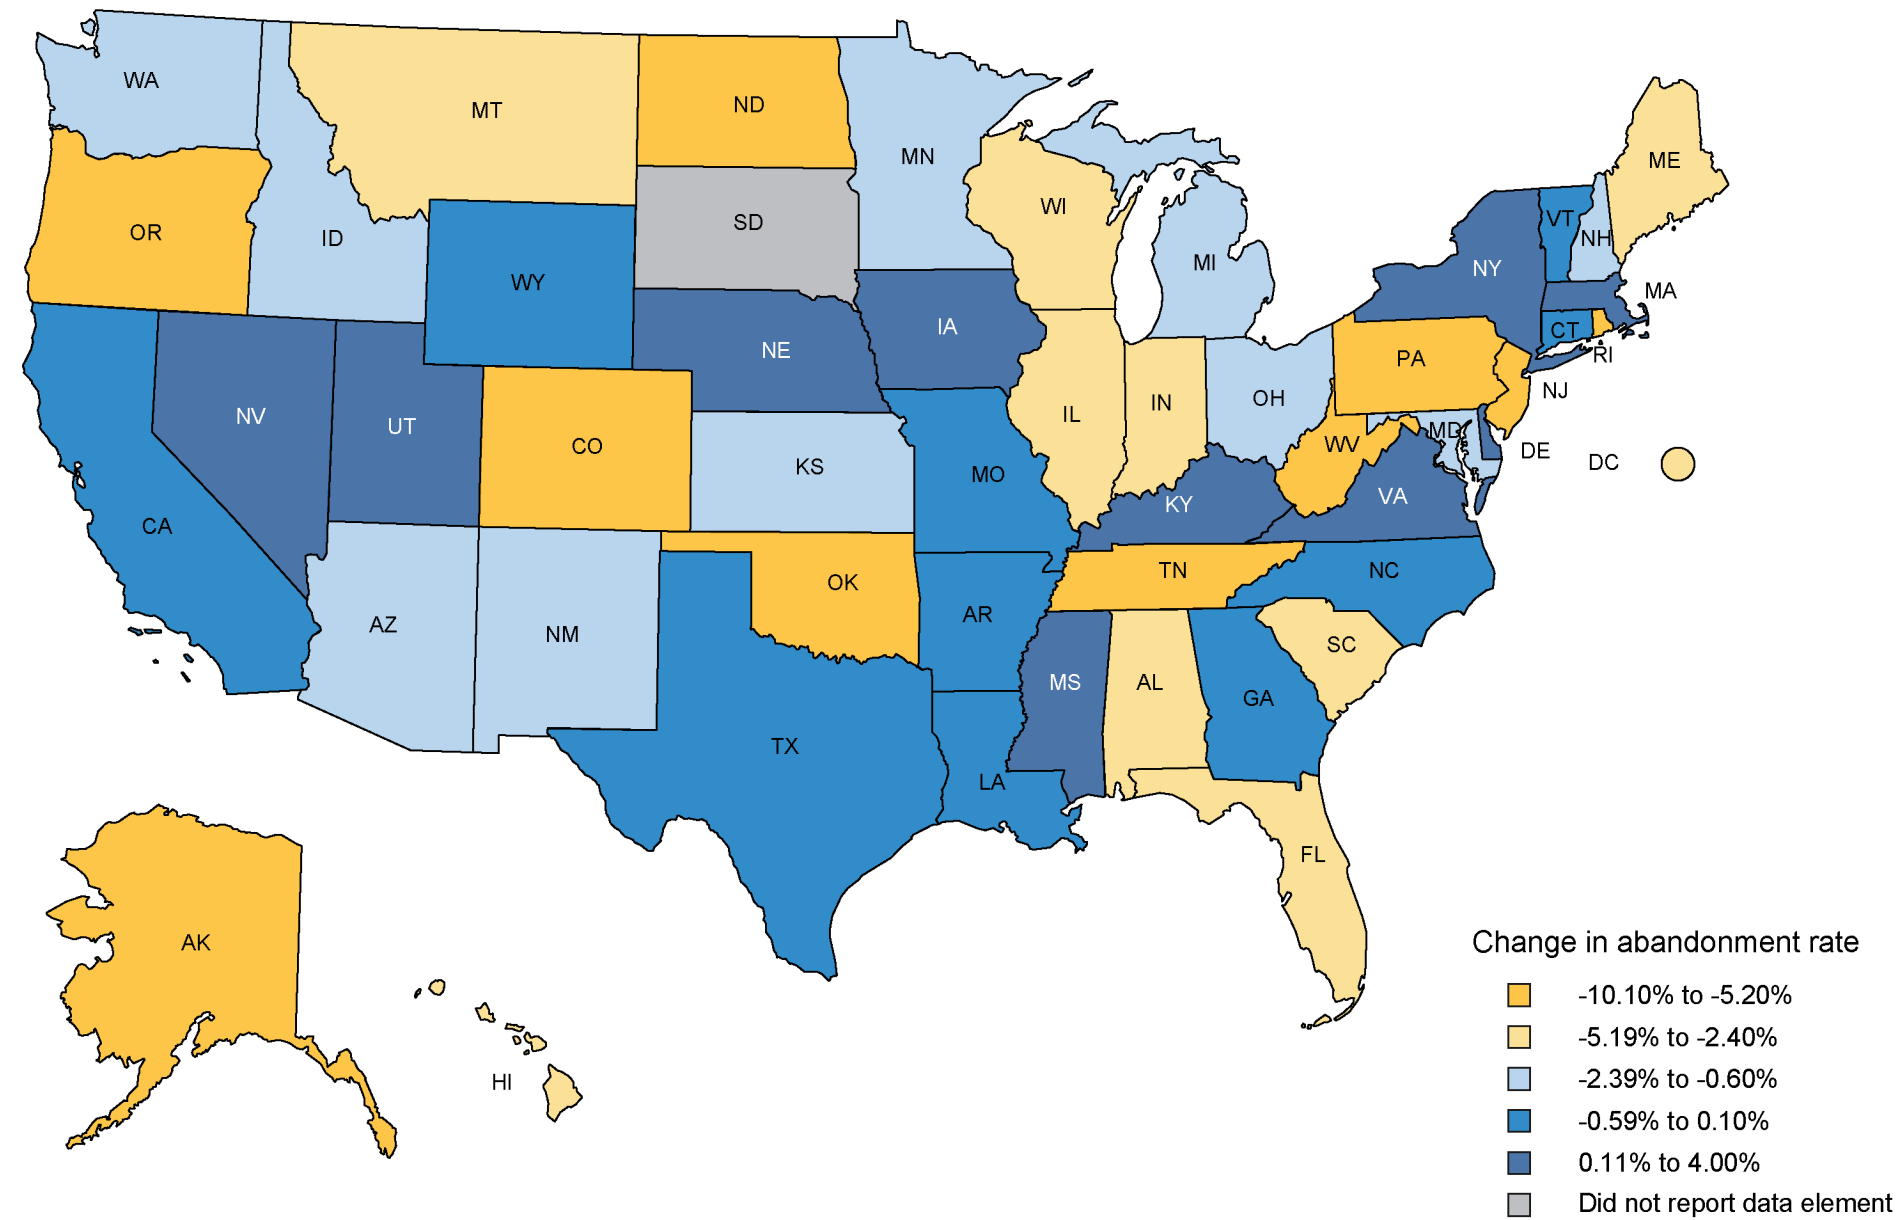 WA
MT
ND
MN
ME
OR
ID
SD
WI
VT
NH
WY
MI
NY
MA
IA
CT
NE
PA
RI
NJ
NV
UT
CO
IL
IN
OH
MD
WV
DE
DC
KS
MO
KY
VA
CA
OK
TN
NC
AZ
NM
AR
SC
MS
AL
GA
TX
LA
FL
AK
HI
Change in abandonment rate
-10.10% to -5.20%
-5.19% to -2.40%
-2.39% to -0.60%
-0.59% to 0.10%
0.11% to 4.00%
Did not report data element